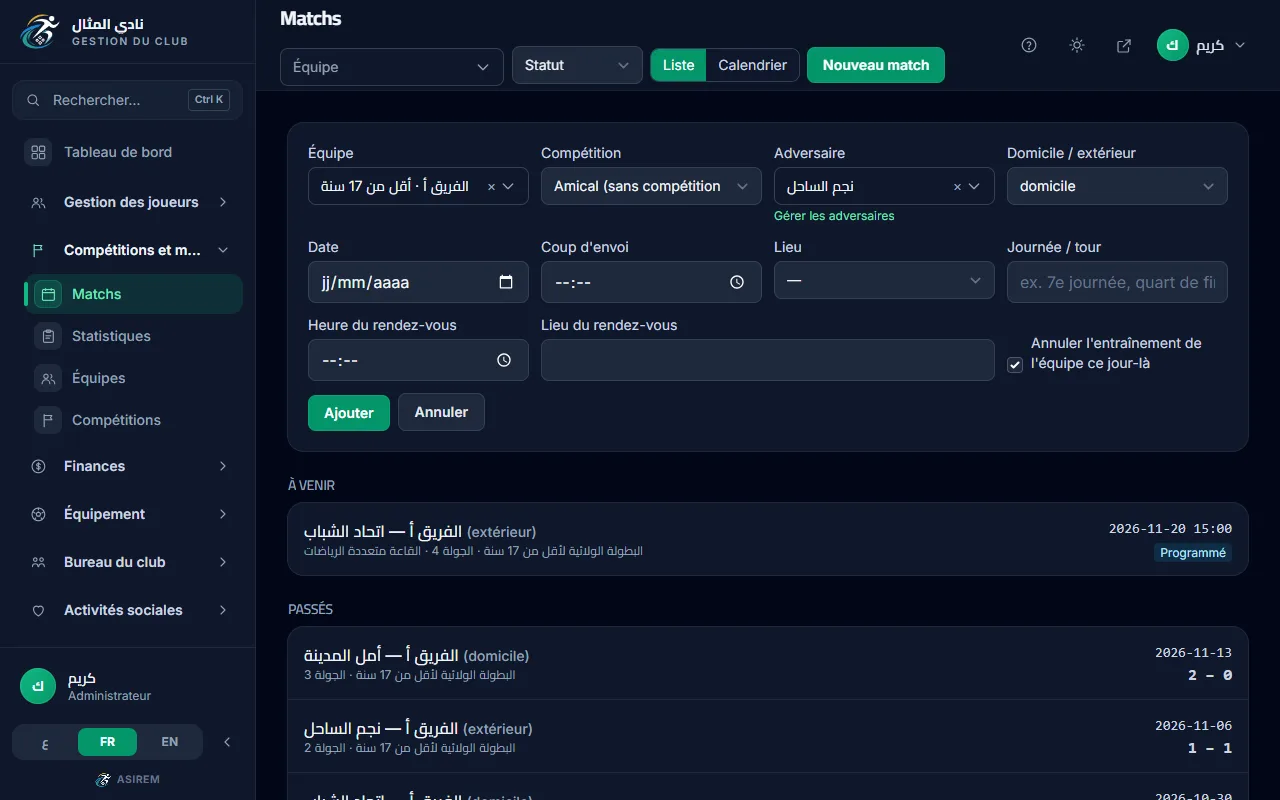 نادي المثال
GESTION DU CLUB
Rechercher...
Ctrl K
Tableau de bord
Gestion des joueurs
Compétitions et m...
Matchs
Statistiques
Équipes
Compétitions
Finances
Équipement
Bureau du club
Activités sociales
ك
كريم
Administrateur
ع
FR
EN
ASIREM
Matchs
Équipe
Statut
Liste
Calendrier
Nouveau match
ك
كريم
Équipe
Compétition
Adversaire
Domicile / extérieur
الفريق أ · أقل من 17 سنة
Amical (sans compétition
نجم الساحل
domicile
Gérer les adversaires
Date
Coup d'envoi
Lieu
Journée / tour
jj/mm/aaaa
--:--
—
ex. 7e journée, quart de fi
Heure du rendez-vous
Lieu du rendez-vous
--:--
Annuler l'entraînement de
l'équipe ce jour-là
Ajouter
Annuler
À VENIR
الفريق أ — اتحاد الشباب (extérieur)
2026-11-20 15:00
البطولة الولائية لأقل من 17 سنة · الجولة 4 · القاعة متعددة الرياضات
Programmé
PASSÉS
الفريق أ — أمل المدينة (domicile)
2026-11-13
البطولة الولائية لأقل من 17 سنة · الجولة 3
2 – 0
الفريق أ — نجم الساحل (extérieur)
2026-11-06
البطولة الولائية لأقل من 17 سنة · الجولة 2
1 – 1
الفريق أ — اتحاد الشباب (domicile)
2026-10-30